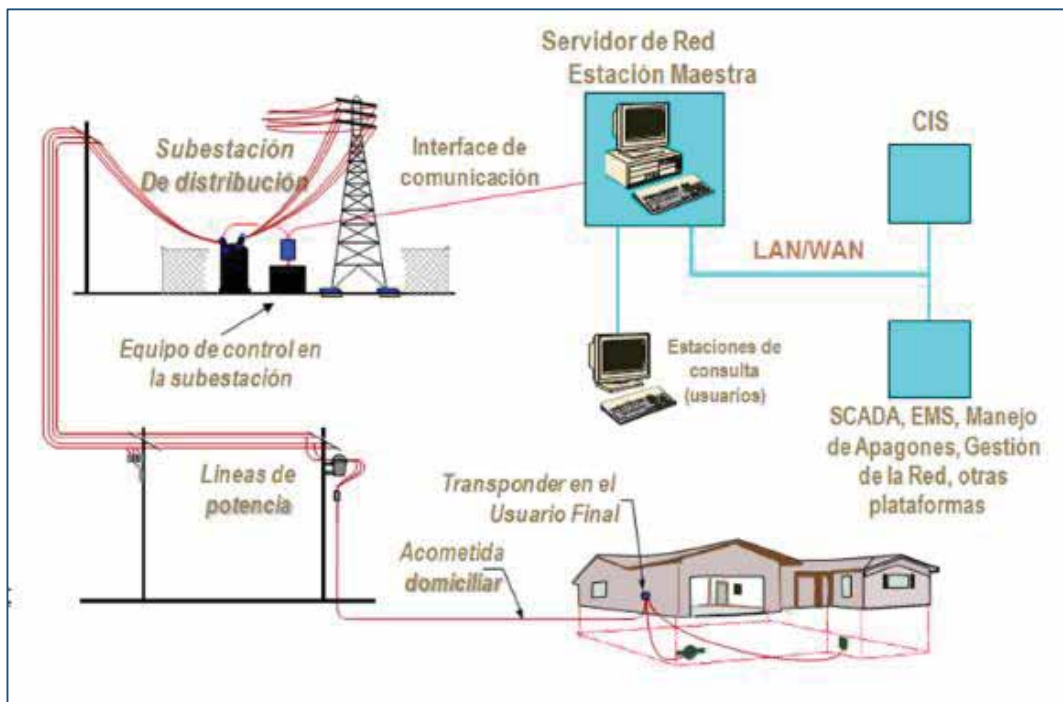 Servidor de Red
Estación Maestra
CIS
Subestación
De distribución
Interface de
comunicación
LAN/WAN
Equipo de control en
la subestación
Estaciones de
consulta
(usuarios)
SCADA, EMS, Manejo
de Apagones, Gestión
de la Red, otras
plataformas
Lineas de
potencia
Transponder en el
Usuario Final
Acometida
domiciliar